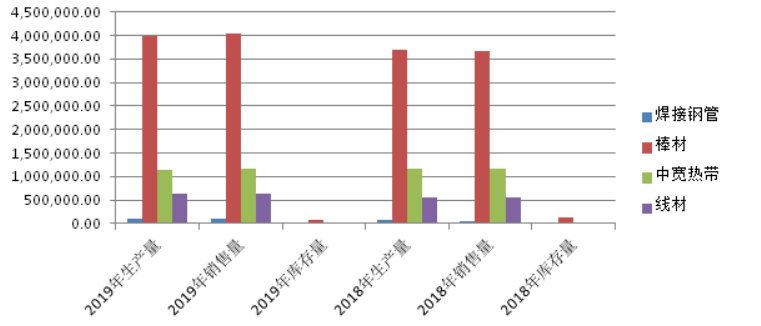 4,500,000.00
4,000,000.00
3,500,000.00
3,000,000.00
2,500,000.00
2,000,000.00
1,500,000.00
1,000,000.00
500,000.00
0.00
2019年生产量
2019年销售量
2019年库存量
2018年生产量
2018年销售量
2018年库存量
焊接钢管
棒材
中宽热带
线材